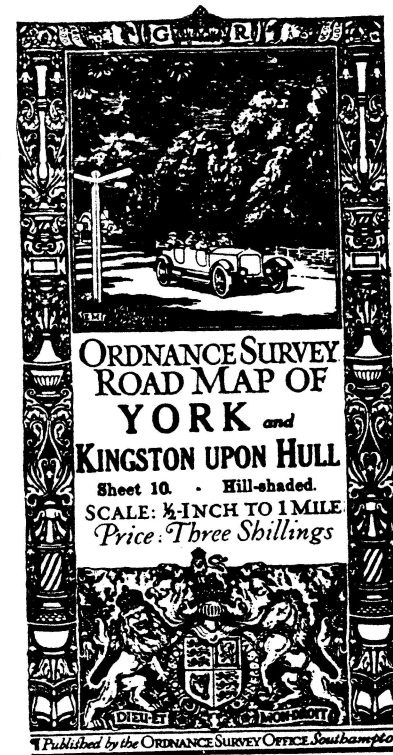 G R
ORDNANCE SURVEY
ROAD MAP OF
YORK and
KINGSTON UPON HULL
Sheet 10. - Hill-shaded.
SCALE: ½-INCH TO 1 MILE.
Price: Three Shillings
DIEU·ET MON·DROIT
¶ Published by the ORDNANCE SURVEY OFFICE Southampto